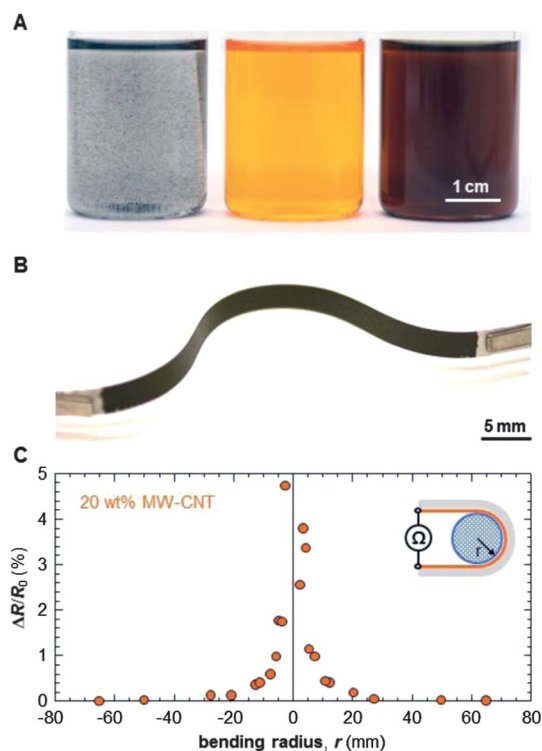 A
1 cm
B
5 mm
C
20 wt% MW-CNT
Ω
r
ΔR/R0 (%)
5
4
3
2
1
0
-80 -60 -40 -20 0 20 40 60 80
bending radius, r (mm)